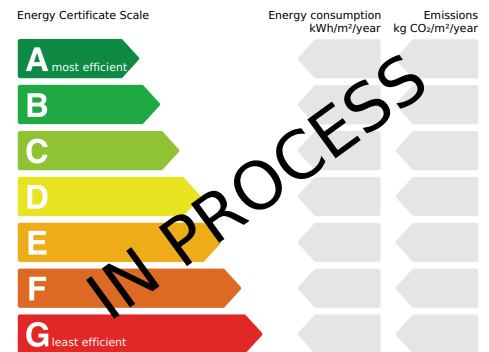 Energy Certificate Scale
Energy consumption
kWh/m²/year
Emissions
kg CO₂/m²/year
A most efficient
B
C
D
E
F
G least efficient
IN PROCESS